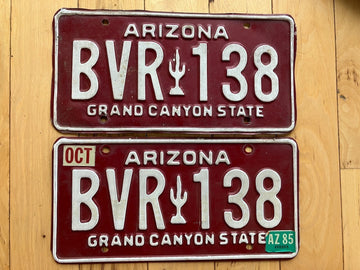 ARIZONA
BVR 138
GRAND CANYON STATE
OCT
ARIZONA
BVR 138
GRAND CANYON STATE
AZ 85